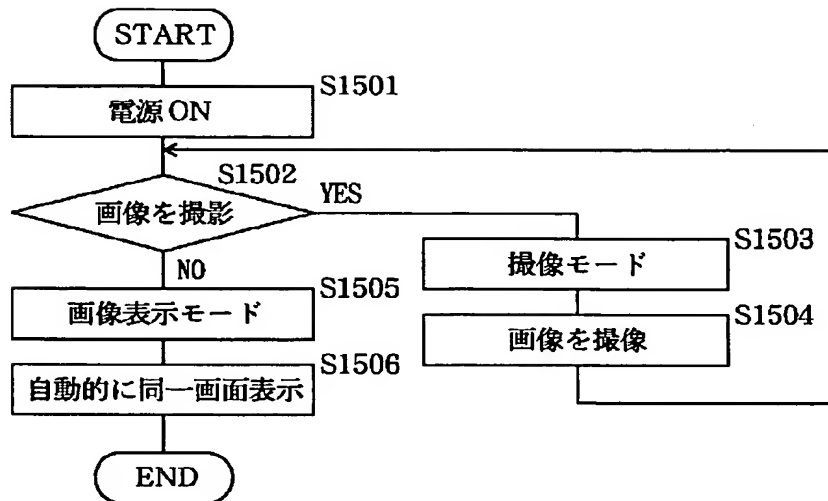 START
S1501
電源ON
S1502
画像を撮影
YES
NO
S1503
撮像モード
S1504
画像を撮像
S1505
画像表示モード
S1506
自動的に同一画面表示
END